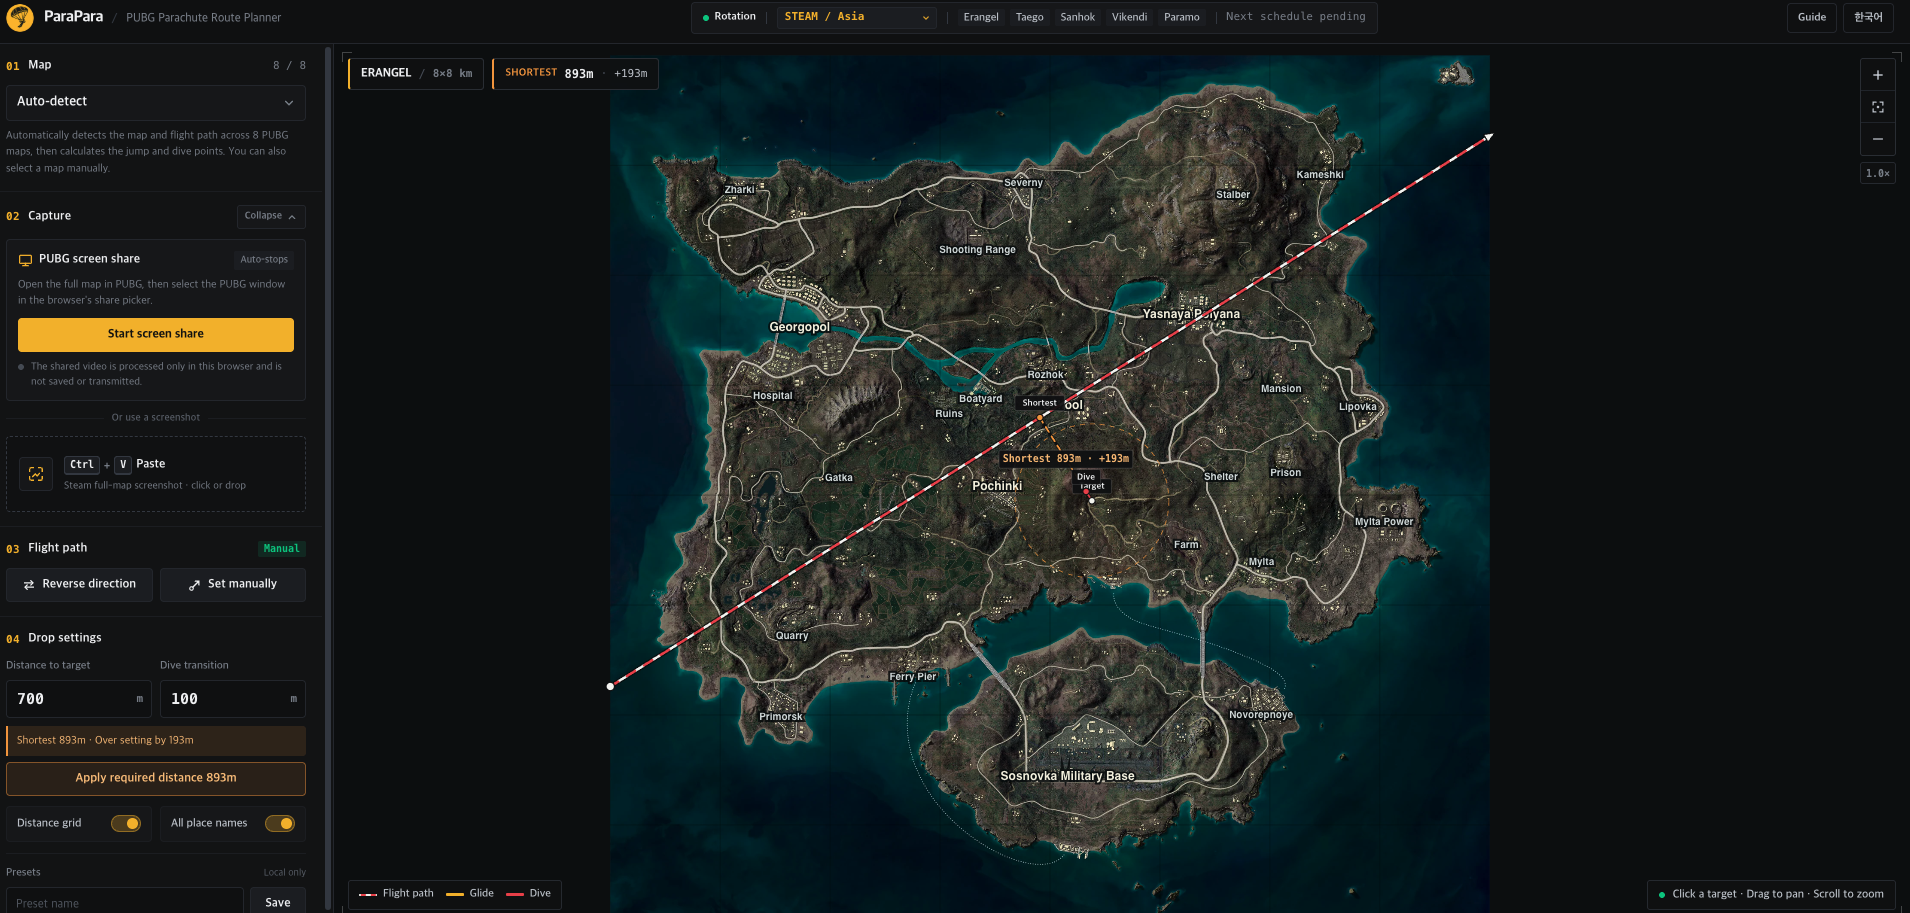 ParaPara / PUBG Parachute Route Planner
Rotation
STEAM / Asia
Erangel Taego Sanhok Vikendi Paramo
Next schedule pending
Guide
한국어
01 Map 8 / 8
Auto-detect
Automatically detects the map and flight path across 8 PUBG
maps, then calculates the jump and dive points. You can also
select a map manually.
02 Capture
Collapse
PUBG screen share
Auto-stops
Open the full map in PUBG, then select the PUBG window
in the browser's share picker.
Start screen share
The shared video is processed only in this browser and is
not saved or transmitted.
Or use a screenshot
Ctrl + V Paste
Steam full-map screenshot · click or drop
03 Flight path
Manual
Reverse direction
Set manually
04 Drop settings
Distance to target
Dive transition
700 m
100 m
Shortest 893m · Over setting by 193m
Apply required distance 893m
Distance grid
All place names
Presets
Local only
Preset name
Save
ERANGEL / 8×8 km
SHORTEST 893m · +193m
+
−
1.0×
Zharki
Severny
Kameshki
Stalber
Shooting Range
Georgopol
Yasnaya Polyana
Rozhok
Mansion
Hospital
Boatyard
Lipovka
Shortest
ool
Ruins
Shortest 893m · +193m
Gatka
Pochinki
Dive
Target
Shelter
Prison
Mylta Power
Farm
Mylta
Quarry
Ferry Pier
Primorsk
Novorepnoye
Sosnovka Military Base
Flight path
Glide
Dive
Click a target · Drag to pan · Scroll to zoom